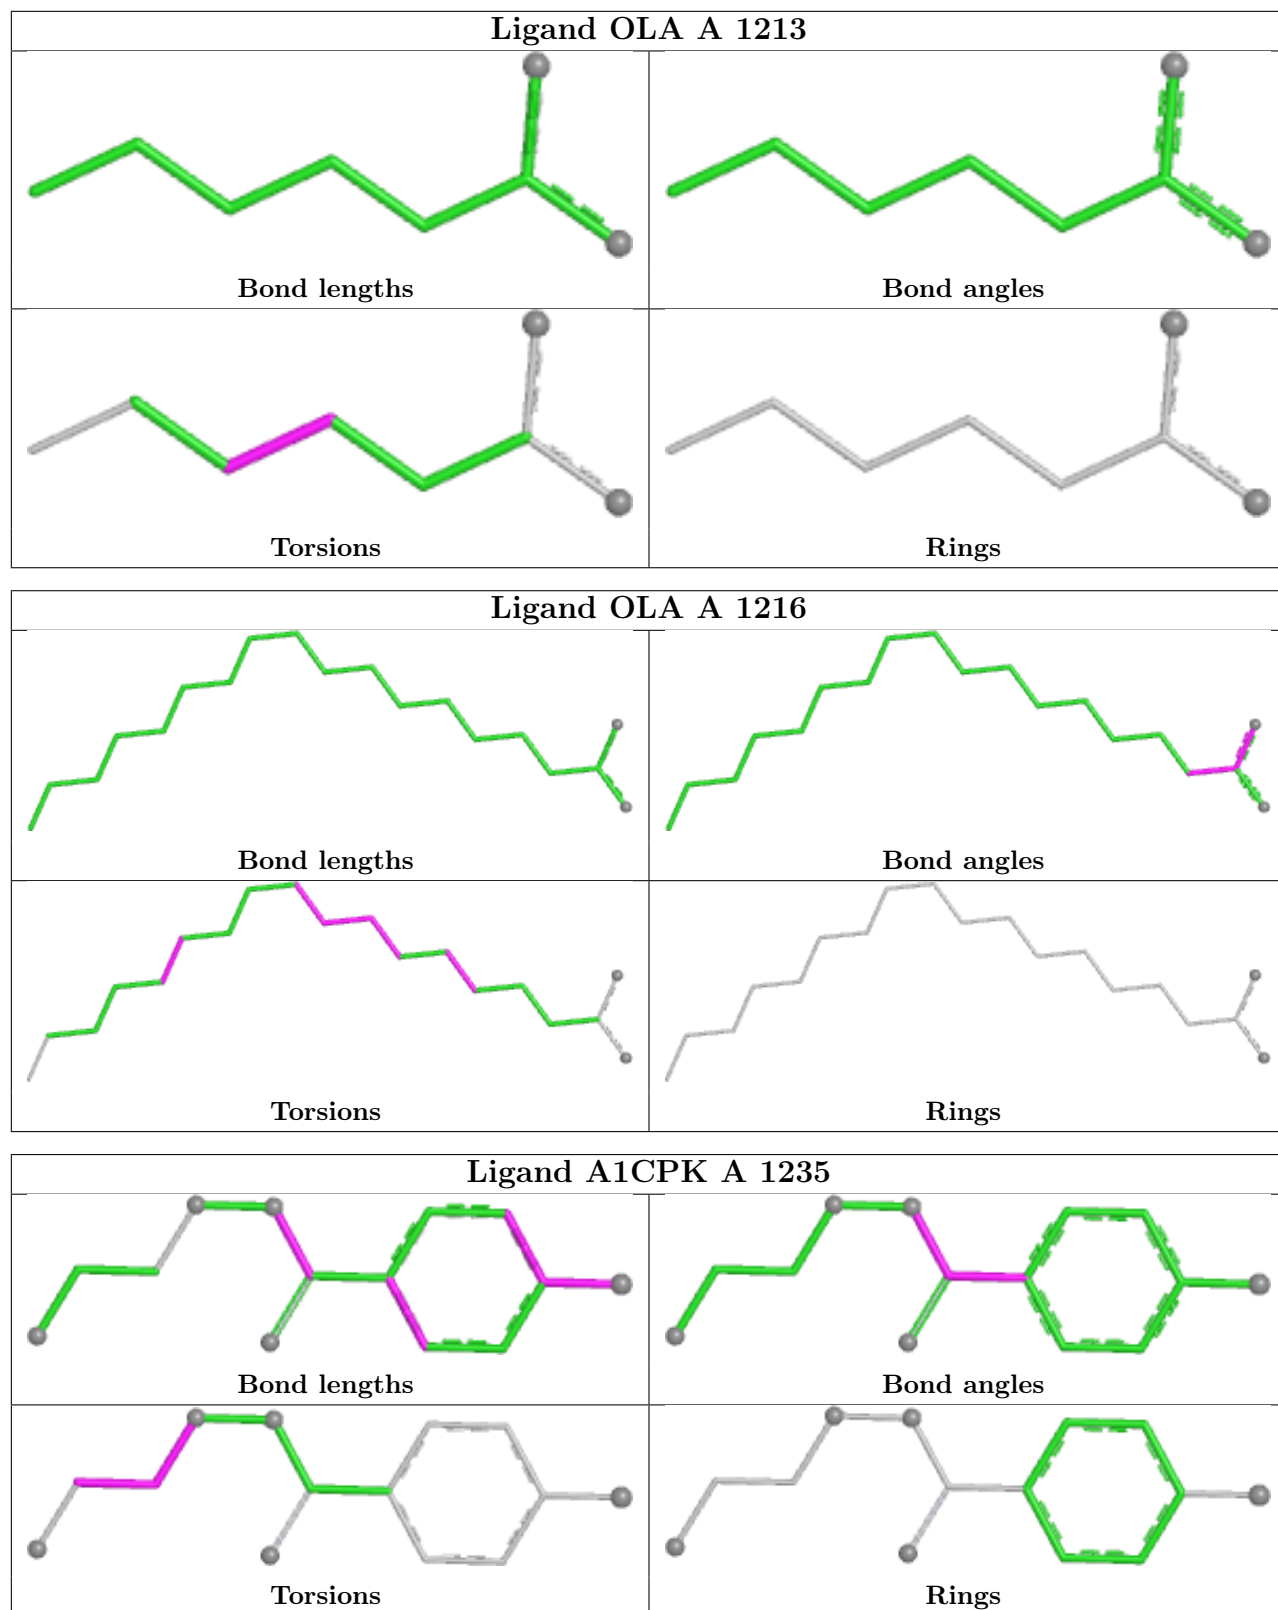 Ligand OLA A 1213
Bond lengths
Bond angles
Torsions
Rings
Ligand OLA A 1216
Bond lengths
Bond angles
Torsions
Rings
Ligand A1CPK A 1235
Bond lengths
Bond angles
Torsions
Rings